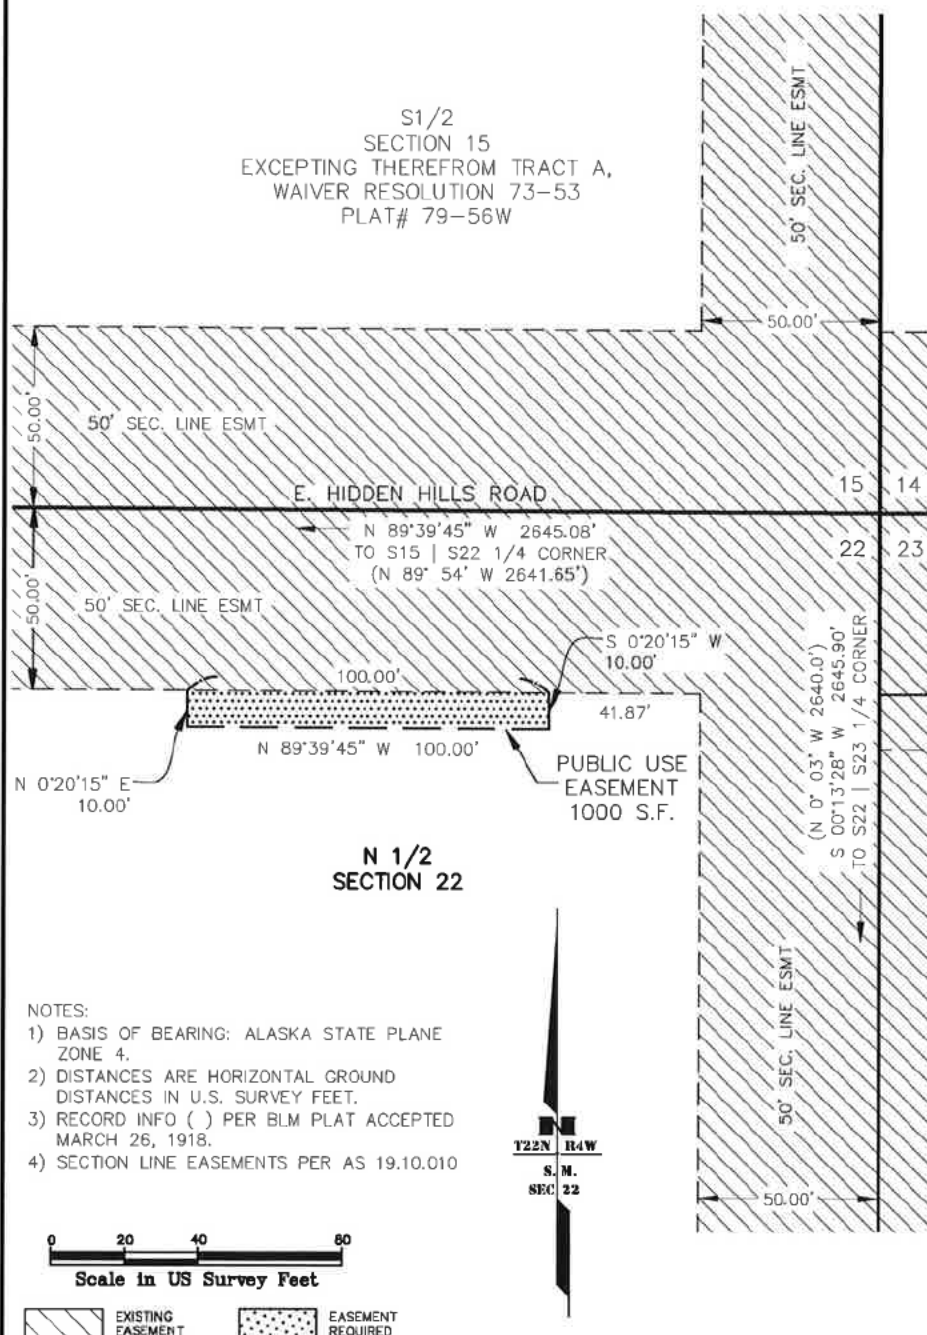 S1/2
SECTION 15
EXCEPTING THEREFROM TRACT A,
WAIVER RESOLUTION 73-53
PLAT# 79-56W
50' SEC. LINE ESMT
50.00'
50.00'
50' SEC. LINE ESMT
E. HIDDEN HILLS ROAD
15 14
22 23
N 89°39'45" W 2645.08'
TO S15 | S22 1/4 CORNER
(N 89° 54' W 2641.65')
50.00'
50' SEC. LINE ESMT
S 0°20'15" W
10.00'
100.00'
41.87'
N 89°39'45" W 100.00'
N 0°20'15" E
10.00'
PUBLIC USE
EASEMENT
1000 S.F.
(N 0° 03' W 2640.0')
S 00°13'28" W 2645.90'
TO S22 | S23 1/4 CORNER
N 1/2
SECTION 22
50' SEC. LINE ESMT
50.00'
NOTES:
1) BASIS OF BEARING: ALASKA STATE PLANE
ZONE 4.
2) DISTANCES ARE HORIZONTAL GROUND
DISTANCES IN U.S. SURVEY FEET.
3) RECORD INFO ( ) PER BLM PLAT ACCEPTED
MARCH 26, 1918.
4) SECTION LINE EASEMENTS PER AS 19.10.010
N
T22N R4W
S.M.
SEC 22
0 20 40 80
Scale in US Survey Feet
EXISTING
EASEMENT
EASEMENT
REQUIRED